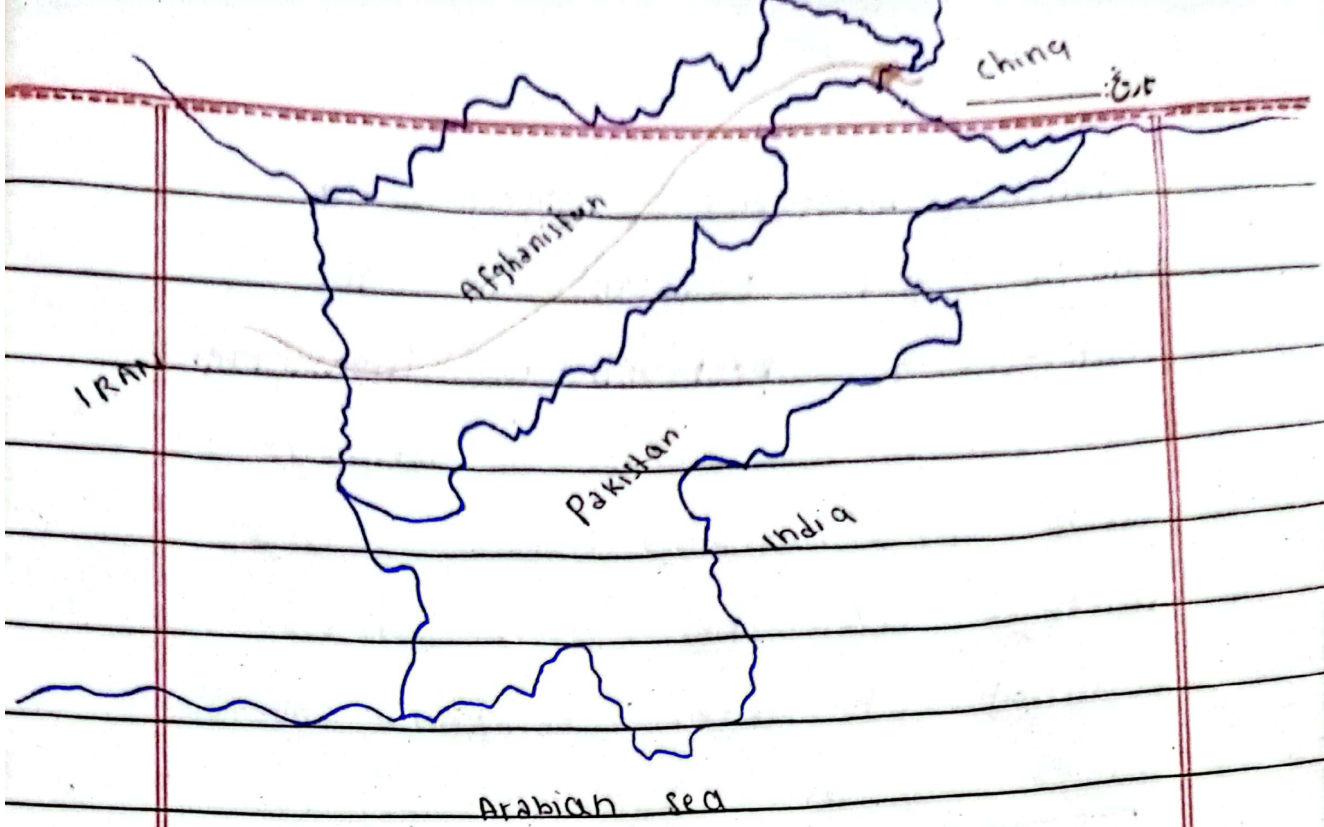 China
تاریخ:
Afghanistan
IRAN
Pakistan
India
Arabian sea